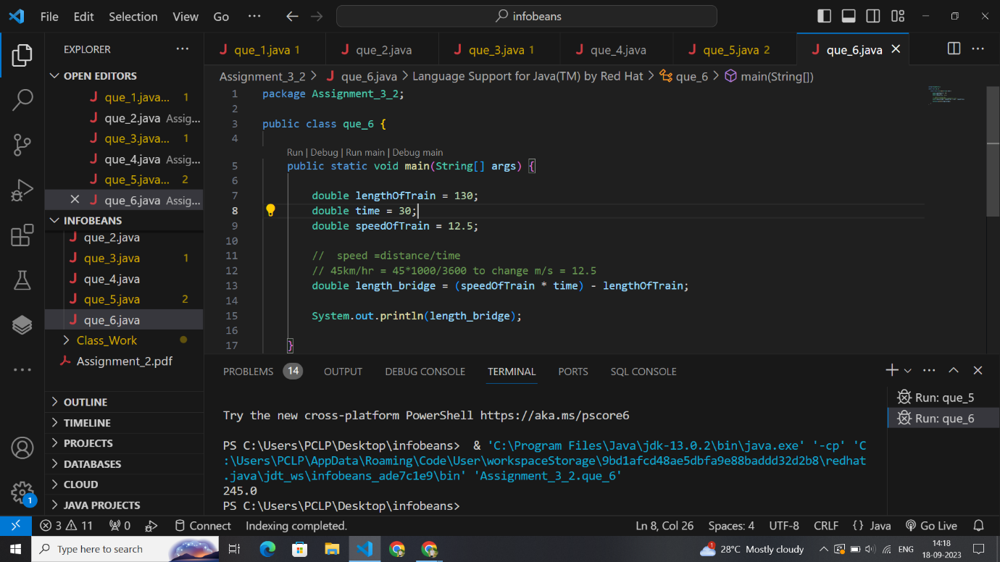 File Edit Selection View Go ··· infobeans
EXPLORER ···
OPEN EDITORS
que_1.java... 1
que_2.java Assig...
que_3.java... 1
que_4.java Assig...
que_5.java... 2
que_6.java Assig...
INFOBEANS
que_2.java
que_3.java 1
que_4.java
que_5.java 2
que_6.java
Class_Work
Assignment_2.pdf
OUTLINE
TIMELINE
PROJECTS
DATABASES
CLOUD
JAVA PROJECTS
1
que_1.java 1 que_2.java que_3.java 1 que_4.java que_5.java 2 que_6.java
Assignment_3_2 > que_6.java > Language Support for Java(TM) by Red Hat > que_6 > main(String[])
1 package Assignment_3_2;
2
3 public class que_6 {
4
Run | Debug | Run main | Debug main
5 public static void main(String[] args) {
6
7 double lengthOfTrain = 130;
8 double time = 30;
9 double speedOfTrain = 12.5;
10
11 //  speed =distance/time
12 // 45km/hr = 45*1000/3600 to change m/s = 12.5
13 double length_bridge = (speedOfTrain * time) - lengthOfTrain;
14
15 System.out.println(length_bridge);
16
17 }
PROBLEMS 14 OUTPUT DEBUG CONSOLE TERMINAL PORTS SQL CONSOLE
Try the new cross-platform PowerShell https://aka.ms/pscore6
PS C:\Users\PCLP\Desktop\infobeans>  & 'C:\Program Files\Java\jdk-13.0.2\bin\java.exe' '-cp' 'C
:\Users\PCLP\AppData\Roaming\Code\User\workspaceStorage\9bd1afcd48ae5dbfa9e88baddd32d2b8\redhat
.java\jdt_ws\infobeans_ade7c1e9\bin' 'Assignment_3_2.que_6'
245.0
PS C:\Users\PCLP\Desktop\infobeans>
Run: que_5
Run: que_6
3 11 0 Connect Indexing completed. Ln 8, Col 26 Spaces: 4 UTF-8 CRLF {} Java Go Live
Type here to search 1 28°C Mostly cloudy ENG 14:18
18-09-2023